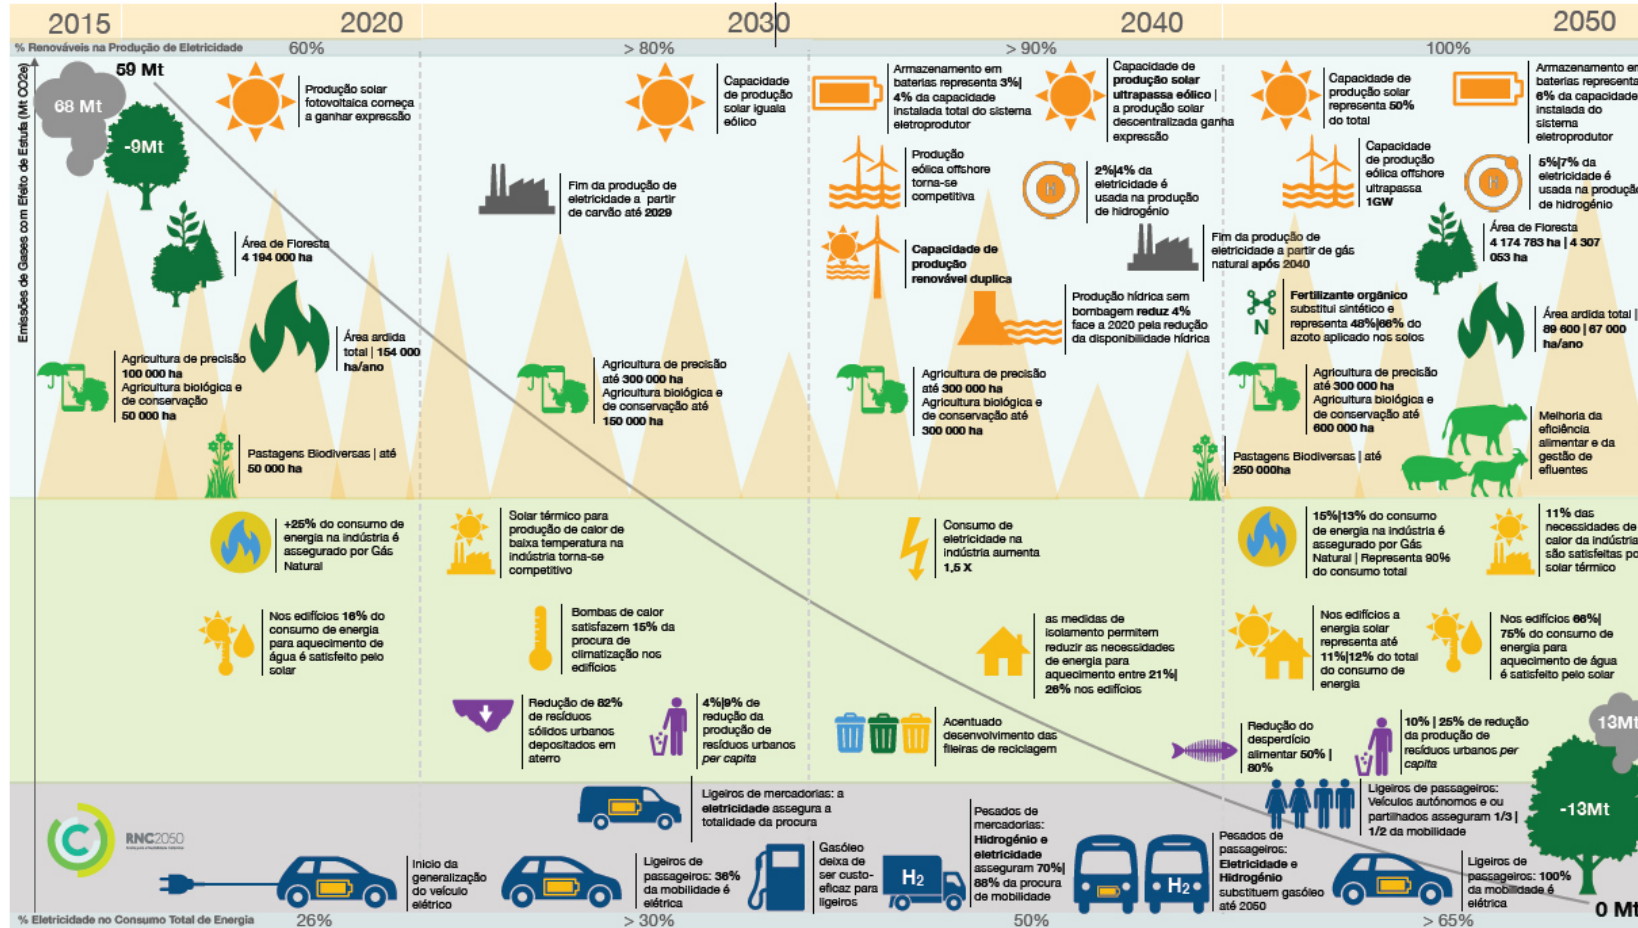 2015
2020
2030
2040
2050
% Renováveis na Produção de Eletricidade
60%
> 80%
> 90%
100%
Emissões de Gases com Efeito de Estufa (Mt CO2e)
59 Mt
68 Mt
-9Mt
Produção solar
fotovoltaica começa
a ganhar expressão
Capacidade
de produção
solar iguala
eólico
Armazenamento em
baterias representa 3%|
4% da capacidade
instalada total do sistema
eletroprodutor
Capacidade de
produção solar
ultrapassa eólico |
a produção solar
descentralizada ganha
expressão
Capacidade de
produção solar
representa 50%
do total
Armazenamento em
baterias representa
6% da capacidade
instalada do
sistema
eletroprodutor
Fim da produção de
eletricidade a partir
de carvão até 2029
Produção
eólica offshore
torna-se
competitiva
H
2%|4% da
eletricidade é
usada na produção
de hidrogénio
Capacidade
de produção
eólica offshore
ultrapassa
1GW
H
5%|7% da
eletricidade é
usada na produção
de hidrogénio
Área de Floresta
4 194 000 ha
Capacidade de
produção
renovável duplica
Fim da produção de
eletricidade a partir de gás
natural após 2040
Área de Floresta
4 174 783 ha | 4 307
053 ha
Área ardida
total | 154 000
ha/ano
Produção hídrica sem
bombagem reduz 4%
face a 2020 pela redução
da disponibilidade hídrica
N
Fertilizante orgânico
substitui sintético e
representa 48%|66% do
azoto aplicado nos solos
Área ardida total |
89 600 | 67 000
ha/ano
Agricultura de precisão
100 000 ha
Agricultura biológica e
de conservação
50 000 ha
Agricultura de precisão
até 300 000 ha
Agricultura biológica e
de conservação até
150 000 ha
Agricultura de precisão
até 300 000 ha
Agricultura biológica e
de conservação até
300 000 ha
Agricultura de precisão
até 300 000 ha
Agricultura biológica e
de conservação até
600 000 ha
Melhoria da
eficiência
alimentar e da
gestão de
efluentes
Pastagens Biodiversas | até
50 000 ha
Pastagens Biodiversas | até
250 000ha
+25% do consumo de
energia na indústria é
assegurado por Gás
Natural
Solar térmico para
produção de calor de
baixa temperatura na
indústria torna-se
competitivo
Consumo de
eletricidade na
indústria aumenta
1,5 X
15%|13% do consumo
de energia na indústria é
assegurado por Gás
Natural | Representa 90%
do consumo total
11% das
necessidades de
calor da indústria
são satisfeitas po
solar térmico
Nos edifícios 16% do
consumo de energia
para aquecimento de
água é satisfeito pelo
solar
Bombas de calor
satisfazem 15% da
procura de
climatização nos
edifícios
as medidas de
isolamento permitem
reduzir as necessidades
de energia para
aquecimento entre 21%|
26% nos edifícios
Nos edifícios a
energia solar
representa até
11%|12% do total
do consumo de
energia
Nos edifícios 66%|
75% do consumo de
energia para
aquecimento de água
é satisfeito pelo solar
Redução de 82%
de resíduos
sólidos urbanos
depositados em
aterro
4%|9% de
redução da
produção de
resíduos urbanos
per capita
Acentuado
desenvolvimento das
fileiras de reciclagem
Redução do
desperdício
alimentar 50% |
80%
10% | 25% de redução
da produção de
resíduos urbanos per
capita
13Mt
-13Mt
0 Mt
Ligeiros de mercadorias: a
eletricidade assegura a
totalidade da procura
Ligeiros de passageiros:
Veículos autónomos e ou
partilhados asseguram 1/3 |
1/2 da mobilidade
RNC2050
Inicio da
generalização
do veículo
elétrico
Ligeiros de
passageiros: 36%
da mobilidade é
elétrica
Gasóleo
deixa de
ser custo-
eficaz para
ligeiros
H2
Pesados de
mercadorias:
Hidrogénio e
eletricidade
asseguram 70%|
88% da procura
de mobilidade
H2
Pesados de
passageiros:
Eletricidade e
Hidrogénio
substituem gasóleo
até 2050
Ligeiros de
passageiros: 100%
da mobilidade é
elétrica
% Eletricidade no Consumo Total de Energia
26%
> 30%
50%
> 65%